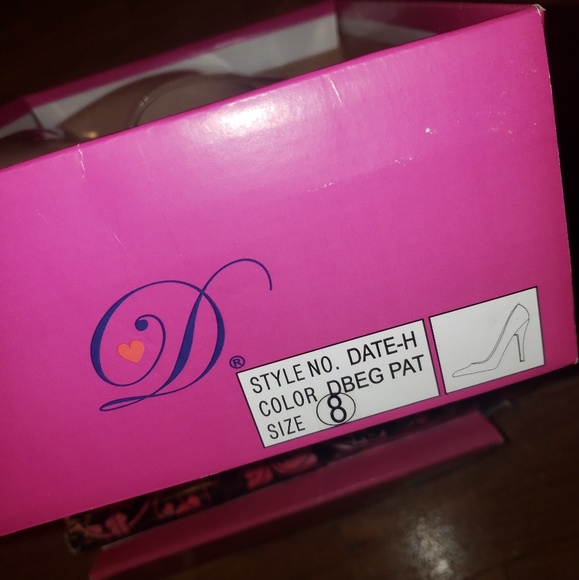 D®
STYLE NO. DATE-H
COLOR DBEG PAT
SIZE 8